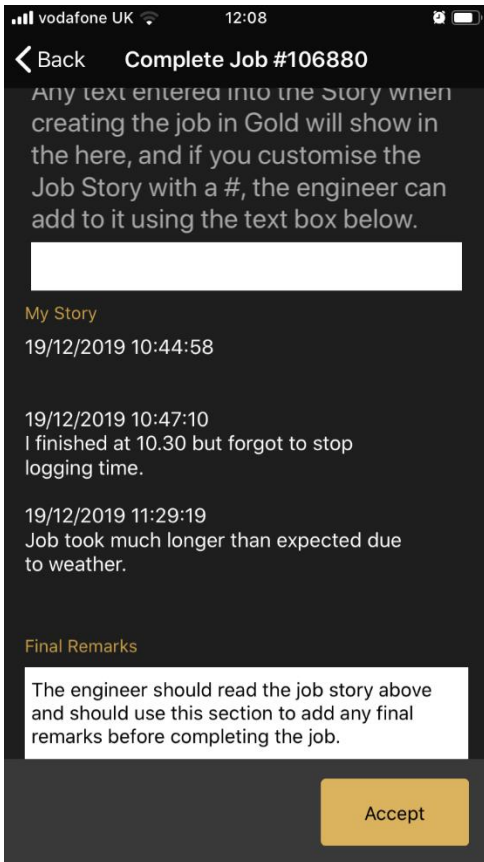 vodafone UK 12:08
Back Complete Job #106880
Any text entered into the Story when
creating the job in Gold will show in
the here, and if you customise the
Job Story with a #, the engineer can
add to it using the text box below.
My Story
19/12/2019 10:44:58
19/12/2019 10:47:10
I finished at 10.30 but forgot to stop
logging time.
19/12/2019 11:29:19
Job took much longer than expected due
to weather.
Final Remarks
The engineer should read the job story above
and should use this section to add any final
remarks before completing the job.
Accept